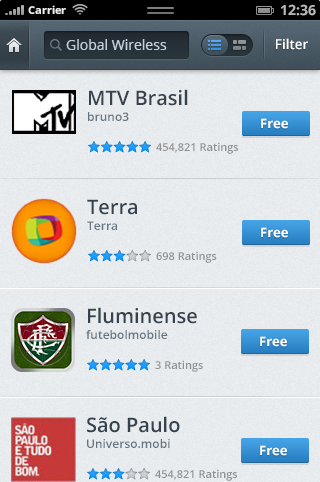 Carrier 12:36
Global Wireless Filter
MTV
MTV Brasil
bruno3
Free
454,821 Ratings
Terra
Terra
Free
698 Ratings
Fluminense
futebolmobile
Free
3 Ratings
SÃO
PAULO
É TUDO
DE BOM.
São Paulo
Universo.mobi
Free
454,821 Ratings